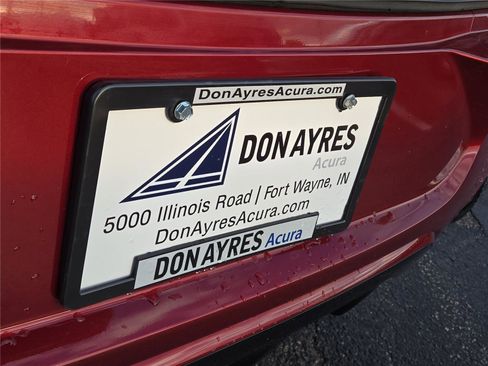 DonAyresAcura.com
DON AYRES
Acura
5000 Illinois Road | Fort Wayne, IN
DonAyresAcura.com
DON AYRES Acura